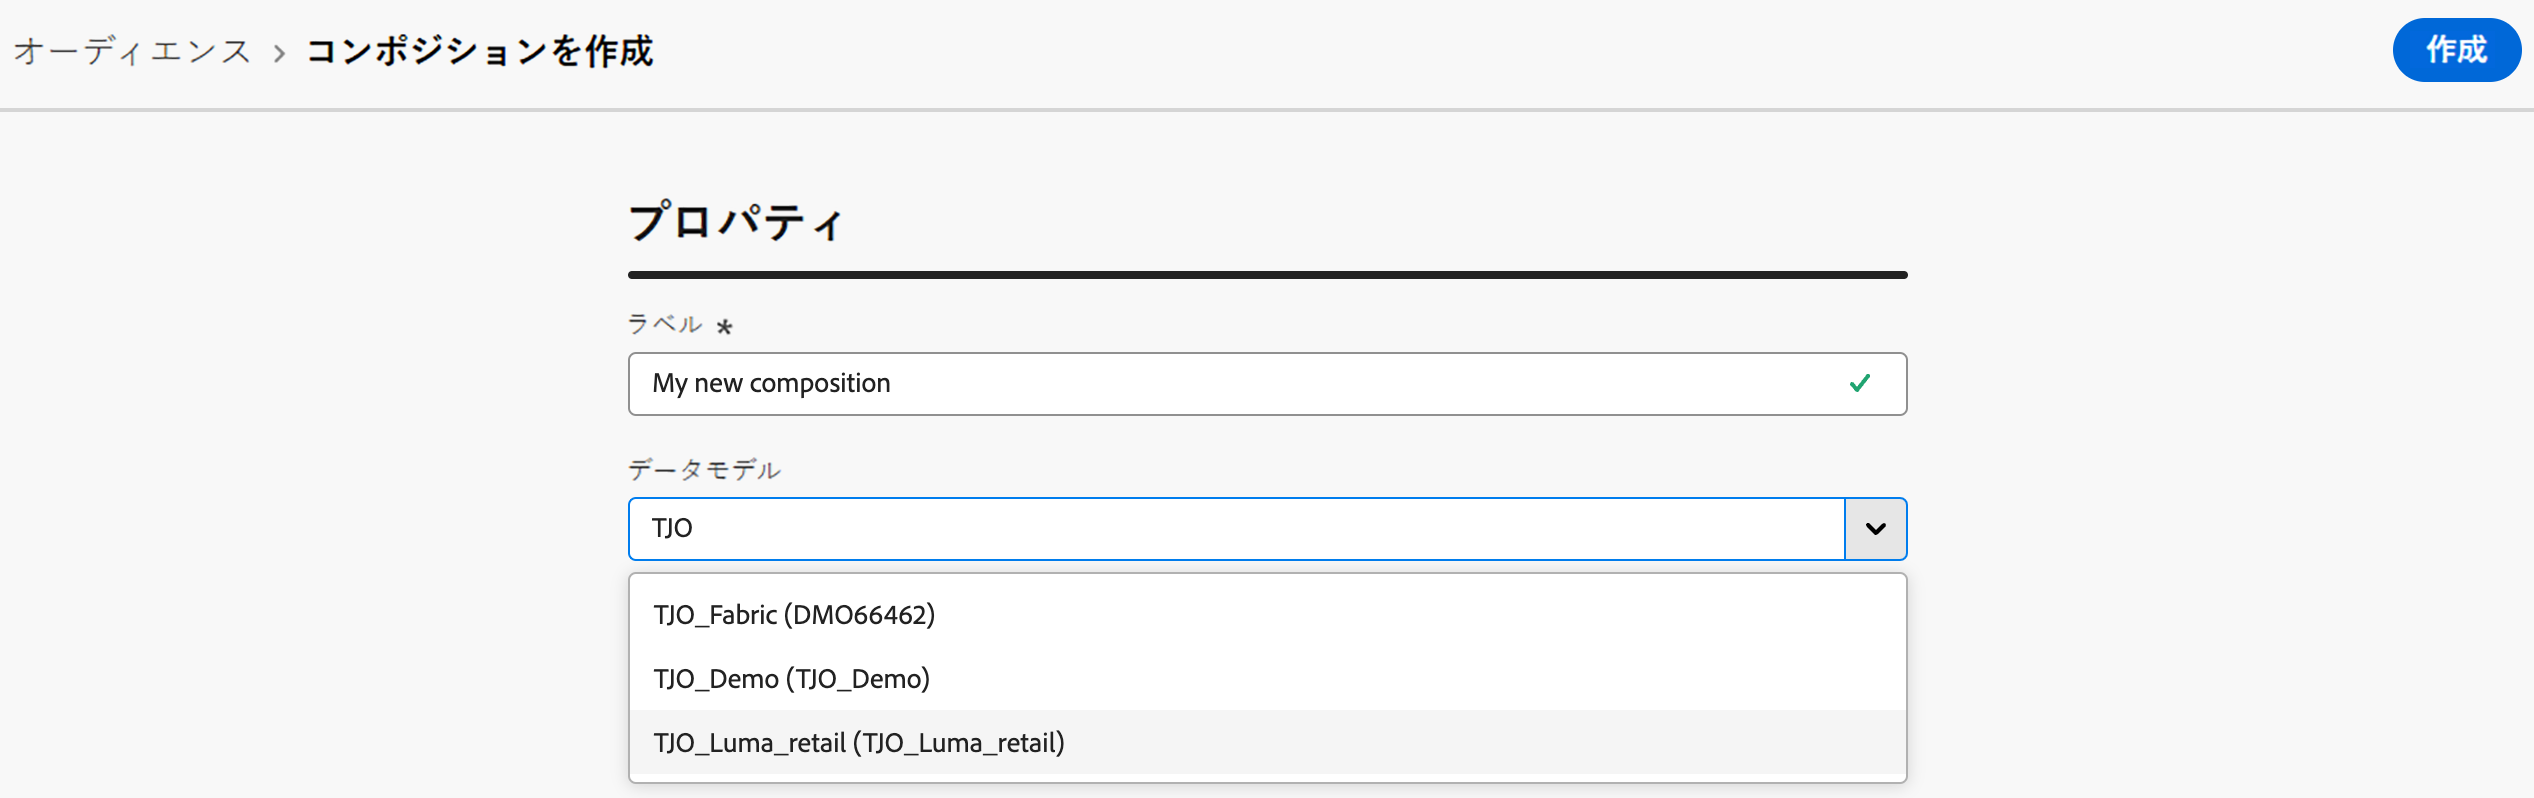 オーディエンス > コンポジションを作成
作成
プロパティ
ラベル *
My new composition
データモデル
TJO
TJO_Fabric (DMO66462)
TJO_Demo (TJO_Demo)
TJO_Luma_retail (TJO_Luma_retail)